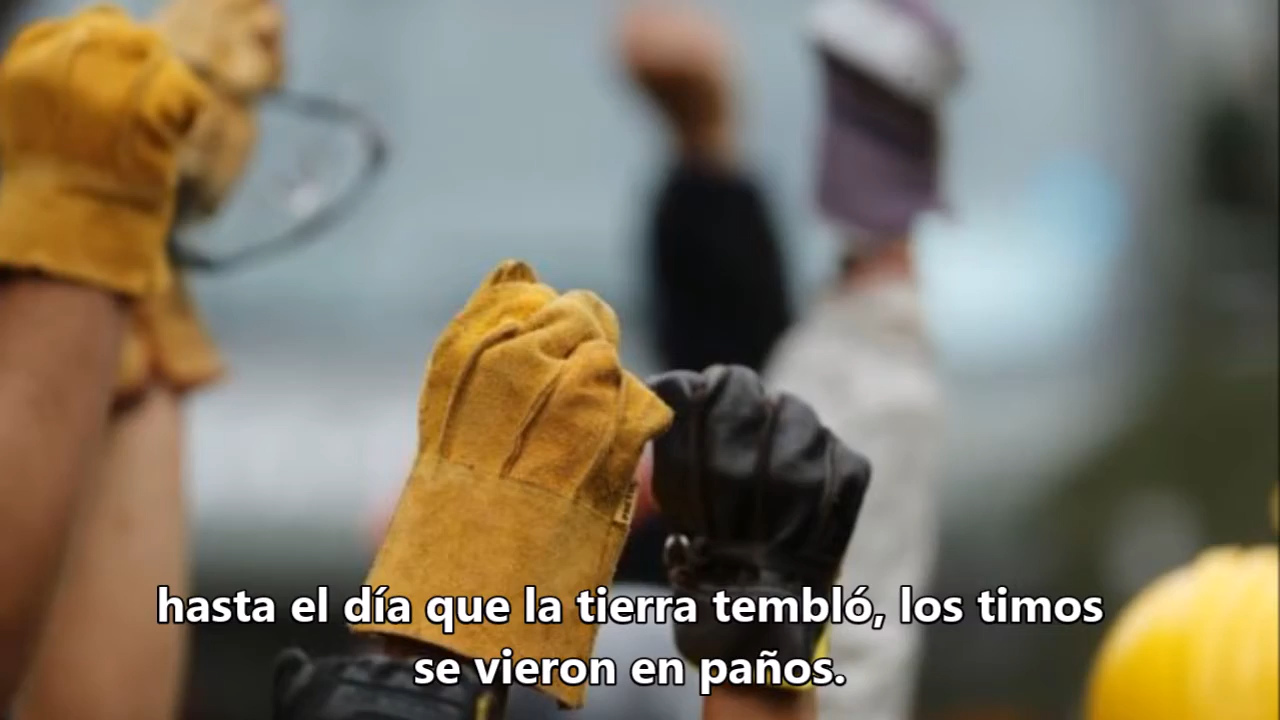 hasta el día que la tierra tembló, los timos
se vieron en paños.